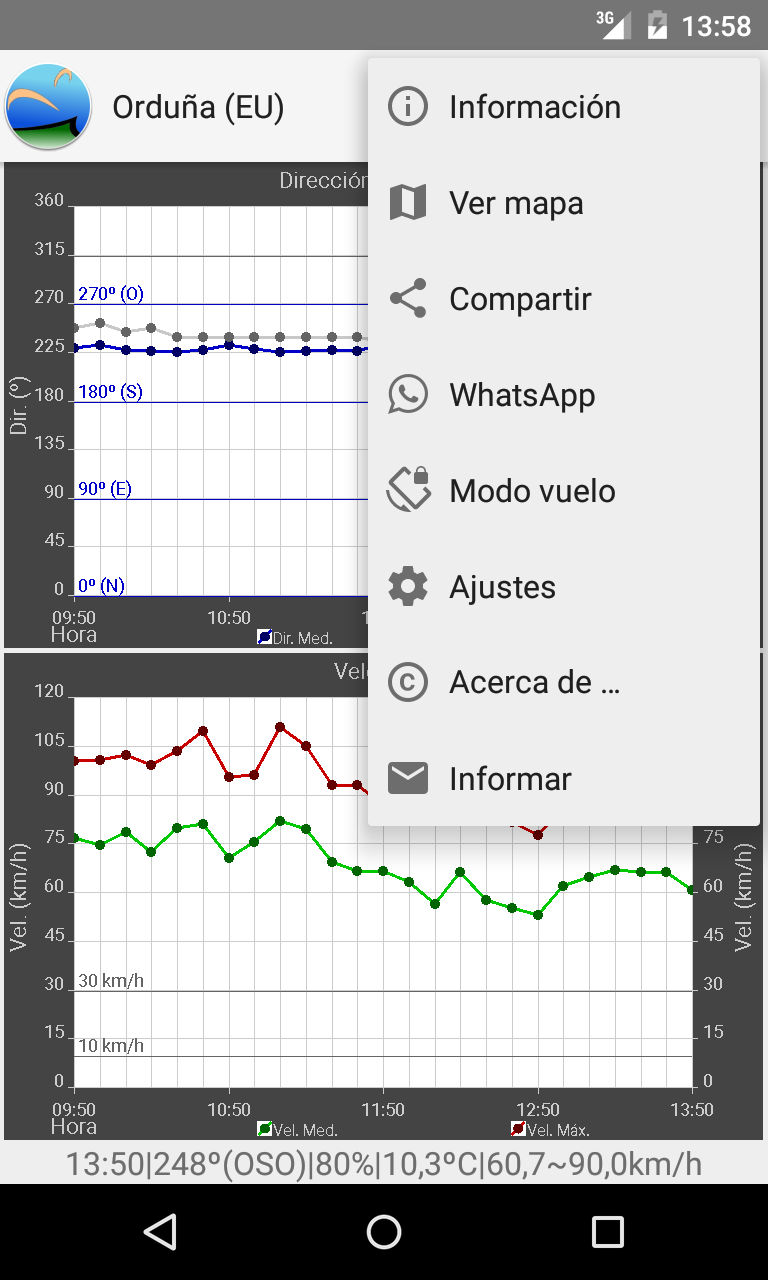 3G 13:58
Orduña (EU)
Información
Ver mapa
Compartir
WhatsApp
Modo vuelo
Ajustes
Acerca de ...
Informar
Dirección
360
315
270
225
180
135
90
45
0
Dir. (º)
270º (O)
180º (S)
90º (E)
0º (N)
09:50 10:50
Hora
Dir. Med.
120
105
90
75
60
45
30
15
0
Vel. (km/h)
30 km/h
10 km/h
75
60
45
30
15
0
Vel. (km/h)
09:50 10:50 11:50 12:50 13:50
Hora
Vel. Med. Vel. Máx.
13:50|248º(OSO)|80%|10,3ºC|60,7~90,0km/h